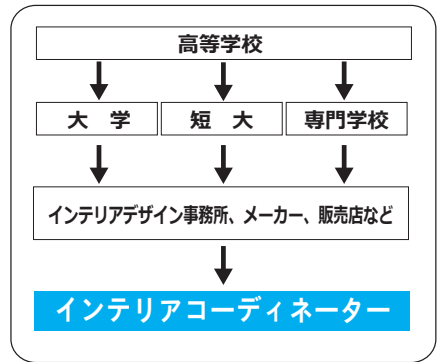 高等学校
大　学
短　大
専門学校
インテリアデザイン事務所、メーカー、販売店など
インテリアコーディネーター